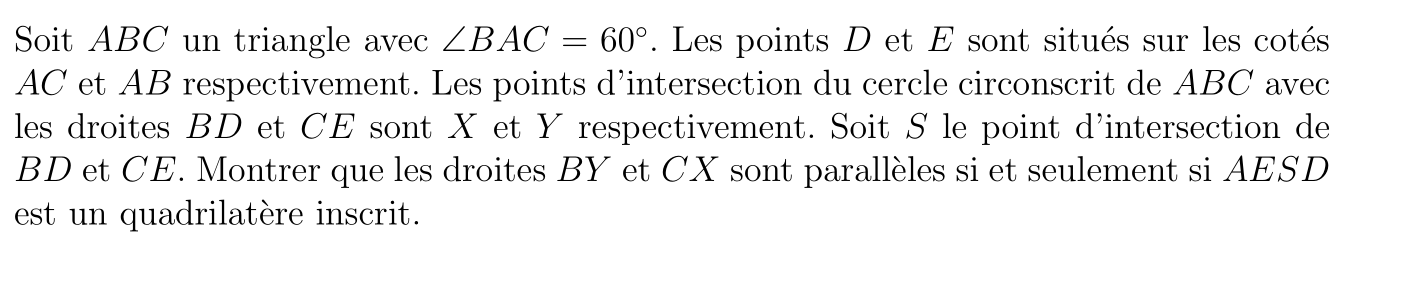 Soit ABC un triangle avec ∠BAC = 60°. Les points D et E sont situés sur les cotés
AC et AB respectivement. Les points d'intersection du cercle circonscrit de ABC avec
les droites BD et CE sont X et Y respectivement. Soit S le point d'intersection de
BD et CE. Montrer que les droites BY et CX sont parallèles si et seulement si AESD
est un quadrilatère inscrit.